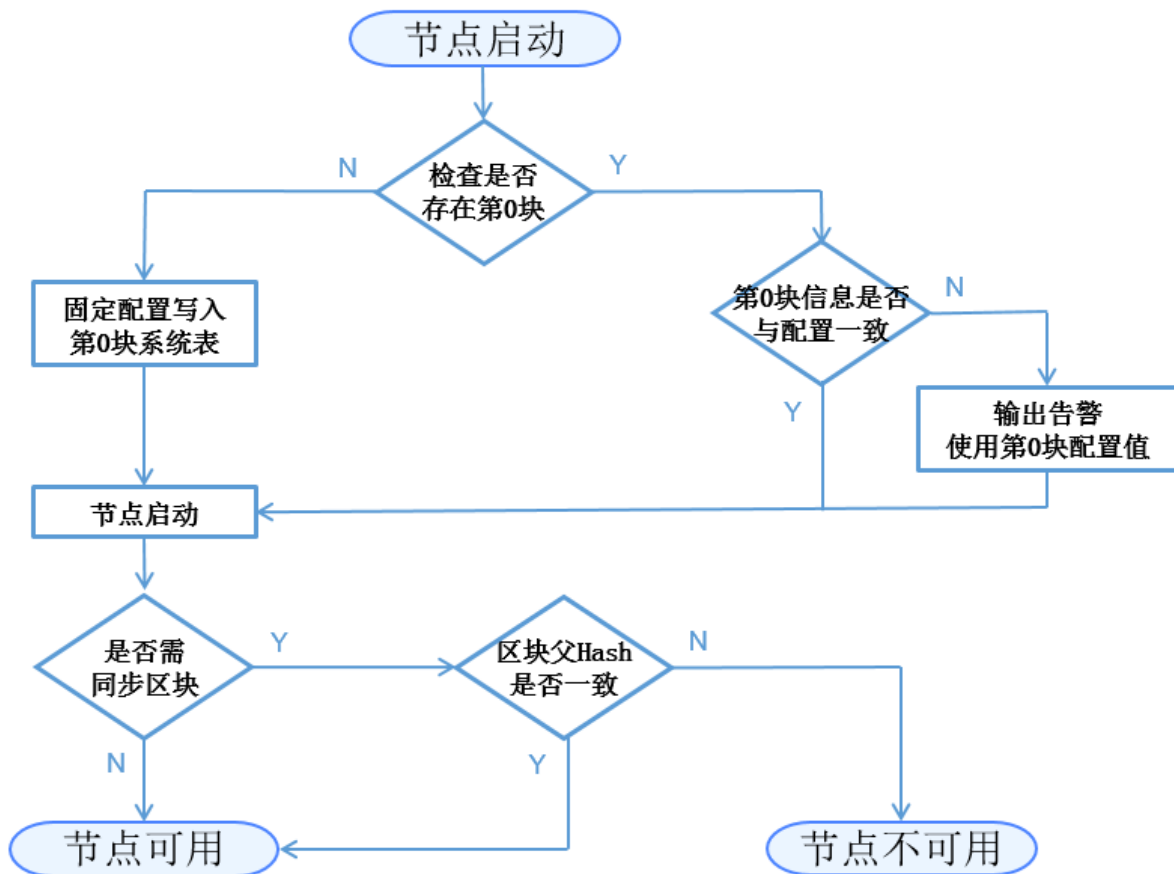 节点启动
N
Y
检查是否
存在第0块
固定配置写入
第0块系统表
第0块信息是否
与配置一致
N
Y
输出告警
使用第0块配置值
节点启动
是否需
同步区块
Y
区块父Hash
是否一致
N
N
Y
节点可用
节点不可用